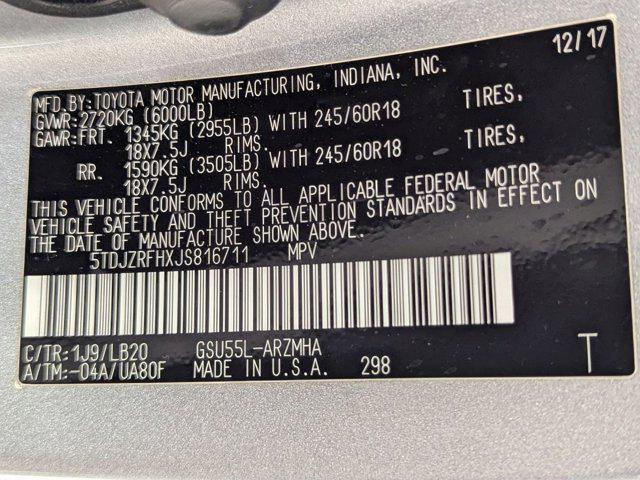 12/17
MFD.BY:TOYOTA MOTOR MANUFACTURING, INDIANA, INC.
GVWR:2720KG (6000LB)
GAWR:FRT. 1345KG (2955LB) WITH 245/60R18 TIRES,
18X7.5J RIMS.
RR. 1590KG (3505LB) WITH 245/60R18 TIRES,
18X7.5J RIMS.
THIS VEHICLE CONFORMS TO ALL APPLICABLE FEDERAL MOTOR
VEHICLE SAFETY AND THEFT PREVENTION STANDARDS IN EFFECT ON
THE DATE OF MANUFACTURE SHOWN ABOVE.
5TDJZRFHXJS816711 MPV
C/TR:1J9/LB20 GSU55L-ARZMHA
A/TM:-04A/UA80F MADE IN U.S.A. 298 T